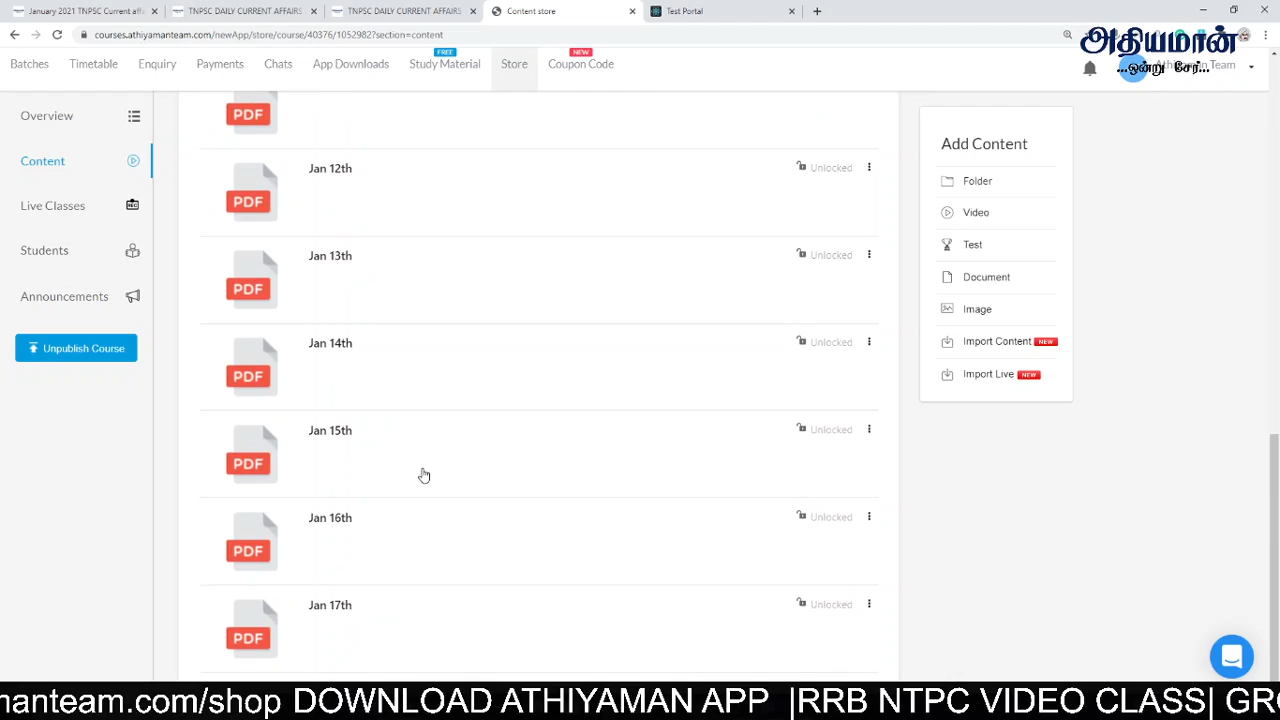 January 2021 TNPSC Current aff
TNPSC DAILY CURRENT AFFAIRS
TNPSC DAILY CURRENT AFFAIRS
Content store
Test Portal
courses.athiyamanteam.com/newApp/store/course/40376/1052982?section=content
அதியமான்
...ஒன்று சேர...
Batches
Timetable
Enquiry
Payments
Chats
App Downloads
FREE
Study Material
Store
NEW
Coupon Code
Team
Overview
Content
Live Classes
REC
Students
Announcements
Unpublish Course
PDF
Jan 12th
Unlocked
PDF
Jan 13th
Unlocked
PDF
Jan 14th
Unlocked
PDF
Jan 15th
Unlocked
PDF
Jan 16th
Unlocked
PDF
Jan 17th
Unlocked
PDF
Add Content
Folder
Video
Test
Document
Image
Import Content NEW
Import Live NEW
manteam.com/shop DOWNLOAD ATHIYAMAN APP |RRB NTPC VIDEO CLASS| GR